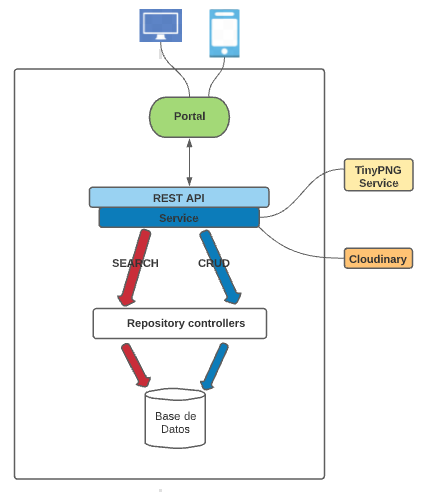 Portal
REST API
Service
TinyPNG
Service
Cloudinary
SEARCH
CRUD
Repository controllers
Base de
Datos